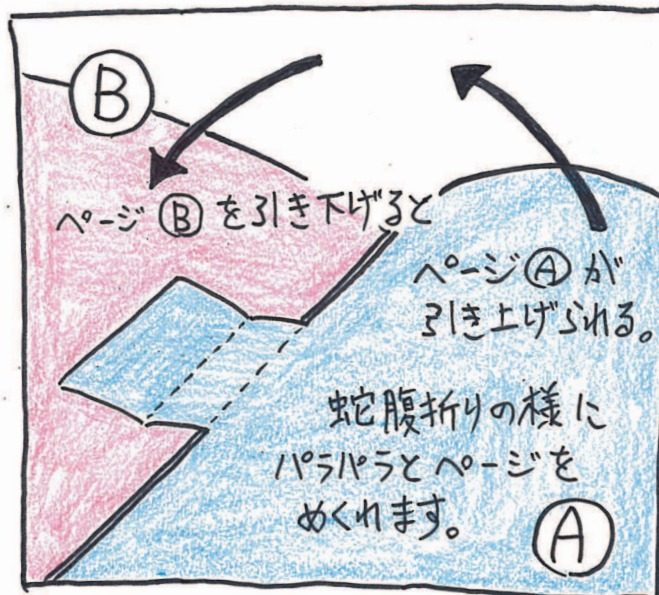 B
ページ Ⓑ を引き下げると
ページ Ⓐ が
引き上げられる。
蛇腹折りの様に
パラパラとページを
めくれます。
A